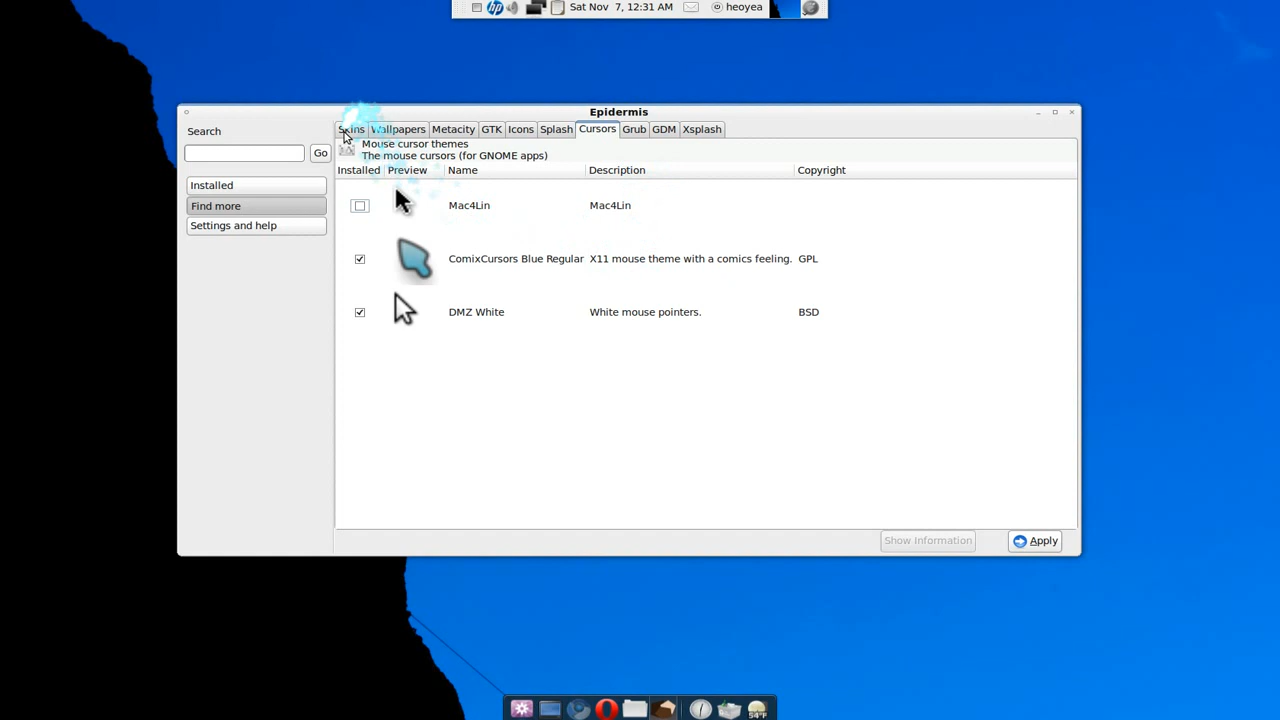 Sat Nov 7, 12:31 AM heoyea
Epidermis
Search
Go
Installed
Find more
Settings and help
Skins Wallpapers Metacity GTK Icons Splash Cursors Grub GDM Xsplash
Mouse cursor themes
The mouse cursors (for GNOME apps)
Installed Preview Name Description Copyright
Mac4Lin Mac4Lin
ComixCursors Blue Regular X11 mouse theme with a comics feeling. GPL
DMZ White White mouse pointers. BSD
Show Information Apply
54°F